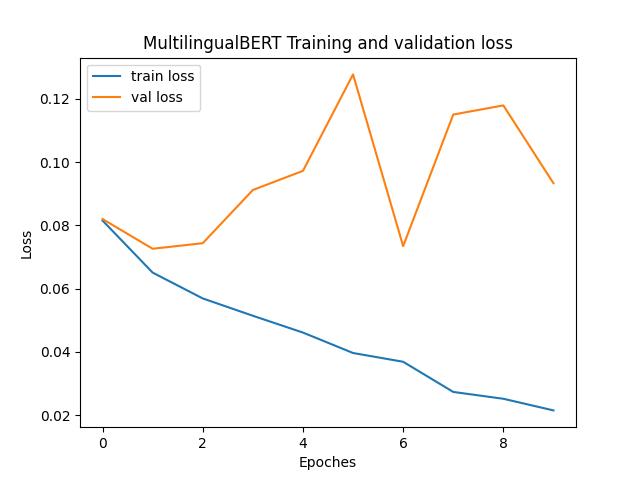 MultilingualBERT Training and validation loss
train loss
val loss
0.12
0.10
0.08
0.06
0.04
0.02
Loss
0 2 4 6 8
Epoches